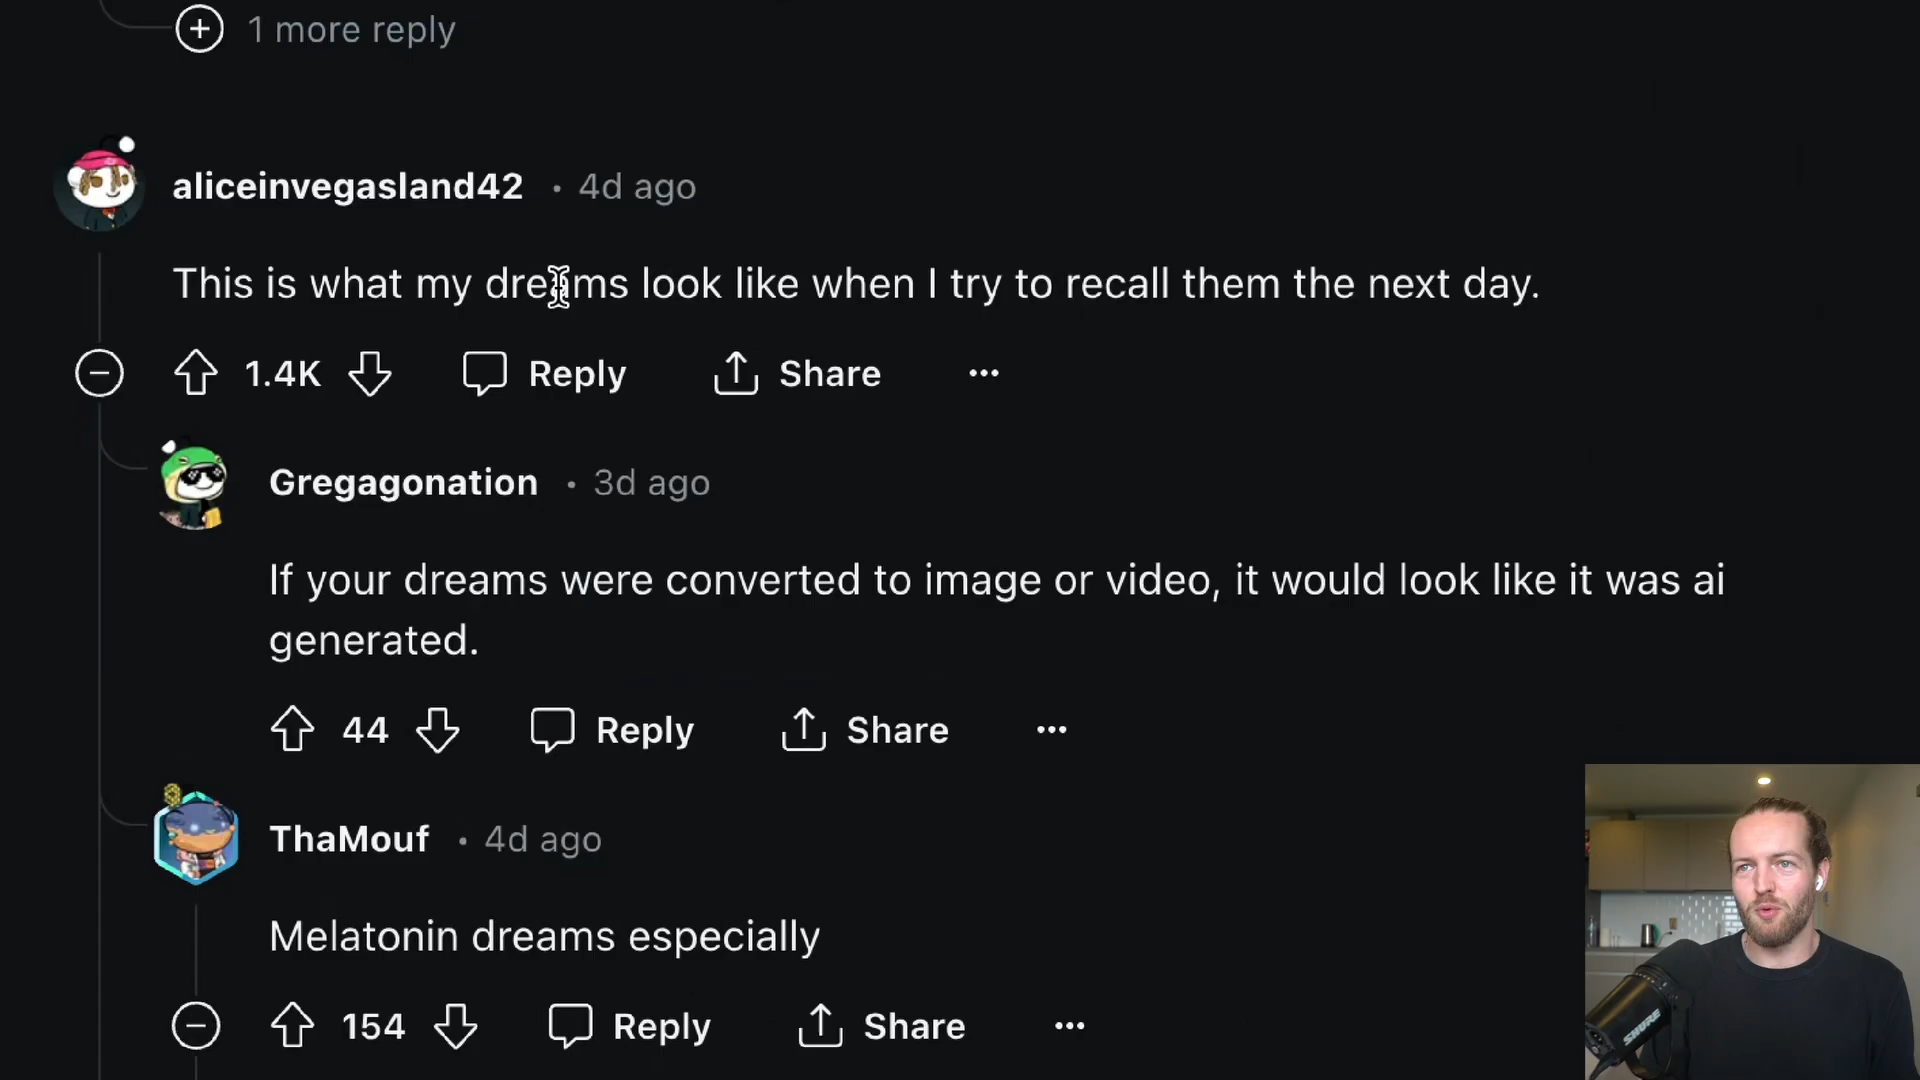 1 more reply
aliceinvegasland42 • 4d ago
This is what my dreams look like when I try to recall them the next day.
1.4K Reply Share ...
Gregagonation • 3d ago
If your dreams were converted to image or video, it would look like it was ai
generated.
44 Reply Share ...
ThaMouf • 4d ago
Melatonin dreams especially
154 Reply Share ...
SHURE